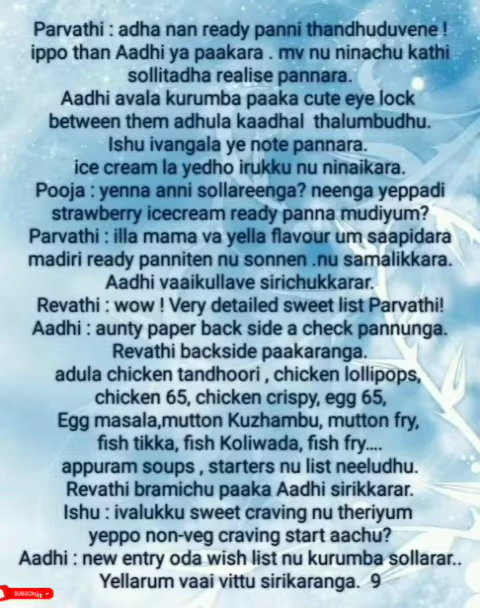 Parvathi : adha nan ready panni thandhuduvene !
ippo than Aadhi ya paakara . mv nu ninachu kathi
sollitadha realise pannara.
Aadhi avala kurumba paaka cute eye lock
between them adhula kaadhal thalumbudhu.
Ishu ivangala ye note pannara.
ice cream la yedho irukku nu ninaikara.
Pooja : yenna anni sollareenga? neenga yeppadi
strawberry icecream ready panna mudiyum?
Parvathi : illa mama va yella flavour um saapidara
madiri ready panniten nu sonnen .nu samalikkara.
Aadhi vaaikullave sirichukkarar.
Revathi : wow ! Very detailed sweet list Parvathi!
Aadhi : aunty paper back side a check pannunga.
Revathi backside paakaranga.
adula chicken tandhoori , chicken lollipops,
chicken 65, chicken crispy, egg 65,
Egg masala,mutton Kuzhambu, mutton fry,
fish tikka, fish Koliwada, fish fry....
appuram soups , starters nu list neeludhu.
Revathi bramichu paaka Aadhi sirikkarar.
Ishu : ivalukku sweet craving nu theriyum
yeppo non-veg craving start aachu?
Aadhi : new entry oda wish list nu kurumba sollarar..
Yellarum vaai vittu sirikaranga. 9
SUBSCRIBE